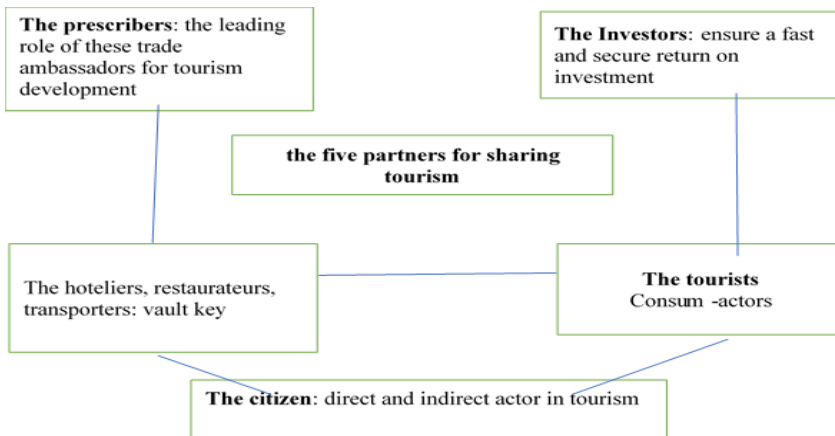 The prescribers: the leading
role of these trade
ambassadors for tourism
development
The Investors: ensure a fast
and secure return on
investment
the five partners for sharing
tourism
The hoteliers, restaurateurs,
transporters: vault key
The tourists
Consum -actors
The citizen: direct and indirect actor in tourism